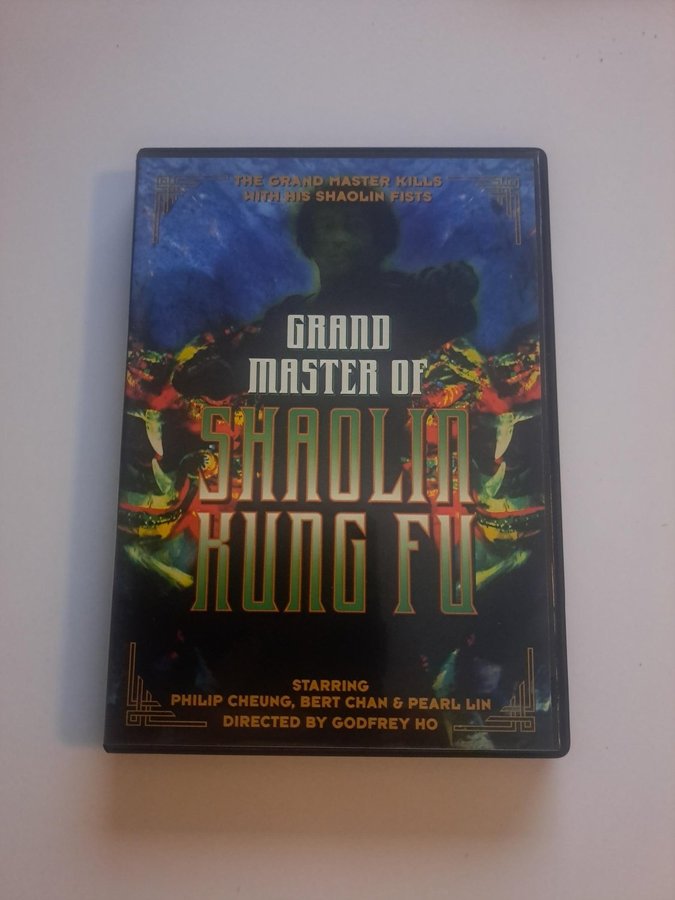 THE GRAND MASTER KILLS
WITH HIS SHAOLIN FISTS
GRAND
MASTER OF
SHAOLIN
KUNG FU
STARRING
PHILIP CHEUNG, BERT CHAN & PEARL LIN
DIRECTED BY GODFREY HO